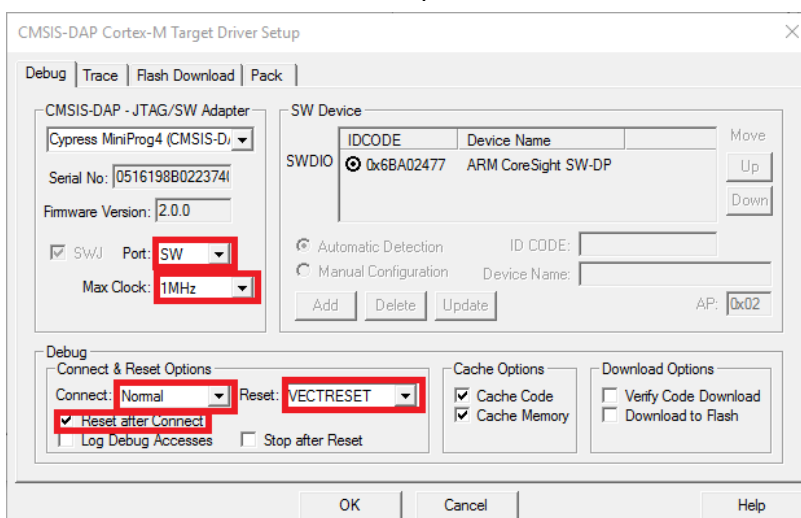 CMSIS-DAP Cortex-M Target Driver Setup
Debug Trace Flash Download Pack
CMSIS-DAP - JTAG/SW Adapter
Cypress MiniProg4 (CMSIS-D
Serial No: 0516198B0223740
Firmware Version: 2.0.0
SWJ Port: SW
Max Clock: 1MHz
SW Device
IDCODE Device Name
SWDIO 0x6BA02477 ARM CoreSight SW-DP
Move
Up
Down
Automatic Detection ID CODE:
Manual Configuration Device Name:
Add Delete Update AP: 0x02
Debug
Connect & Reset Options
Connect: Normal Reset: VECTRESET
Reset after Connect
Log Debug Accesses Stop after Reset
Cache Options
Cache Code
Cache Memory
Download Options
Verify Code Download
Download to Flash
OK Cancel Help